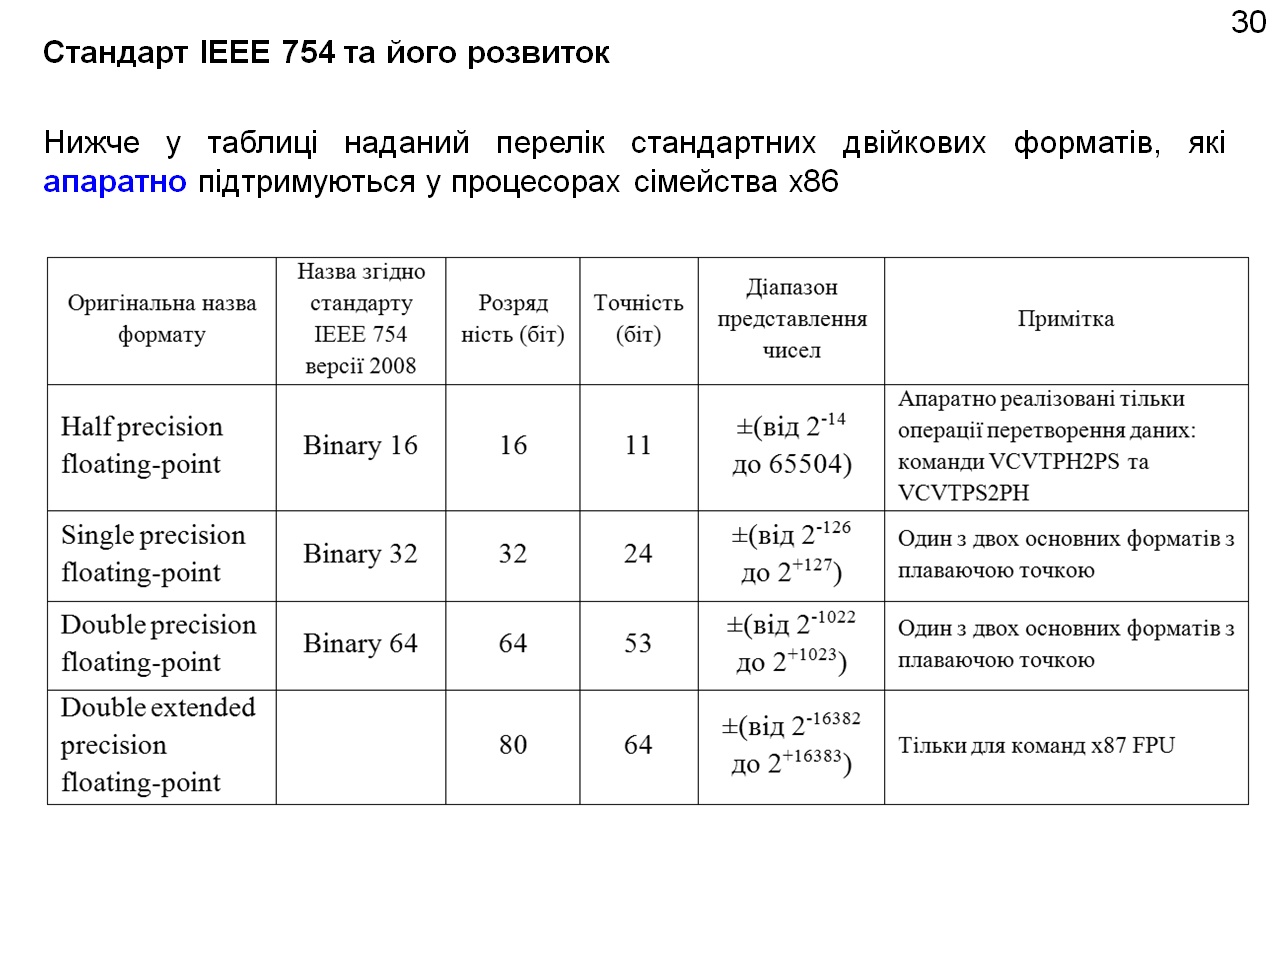 30
Стандарт IEEE 754 та його розвиток
Нижче у таблиці наданий перелік стандартних двійкових форматів, які
апаратно підтримуються у процесорах сімейства x86
Оригінальна назва
формату
Назва згідно
стандарту
IEEE 754
версії 2008
Розряд
ність (біт)
Точність
(біт)
Діапазон
представлення
чисел
Примітка
Half precision
floating-point
Binary 16
16
11
±(від 2⁻¹⁴
до 65504)
Апаратно реалізовані тільки
операції перетворення даних:
команди VCVTPH2PS та
VCVTPS2PH
Single precision
floating-point
Binary 32
32
24
±(від 2⁻¹²⁶
до 2⁺¹²⁷)
Один з двох основних форматів з
плаваючою точкою
Double precision
floating-point
Binary 64
64
53
±(від 2⁻¹⁰²²
до 2⁺¹⁰²³)
Один з двох основних форматів з
плаваючою точкою
Double extended
precision
floating-point
80
64
±(від 2⁻¹⁶³⁸²
до 2⁺¹⁶³⁸³)
Тільки для команд x87 FPU